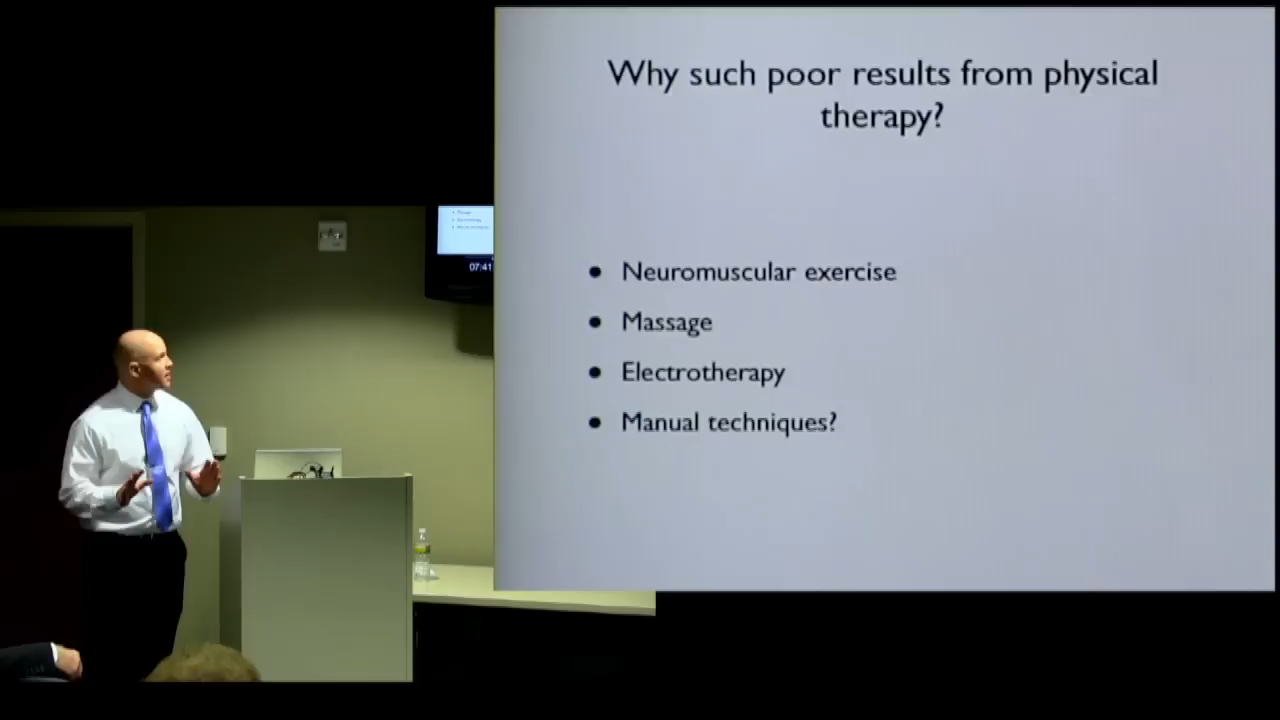 Why such poor results from physical
therapy?
● Neuromuscular exercise
● Massage
● Electrotherapy
● Manual techniques?
07:41